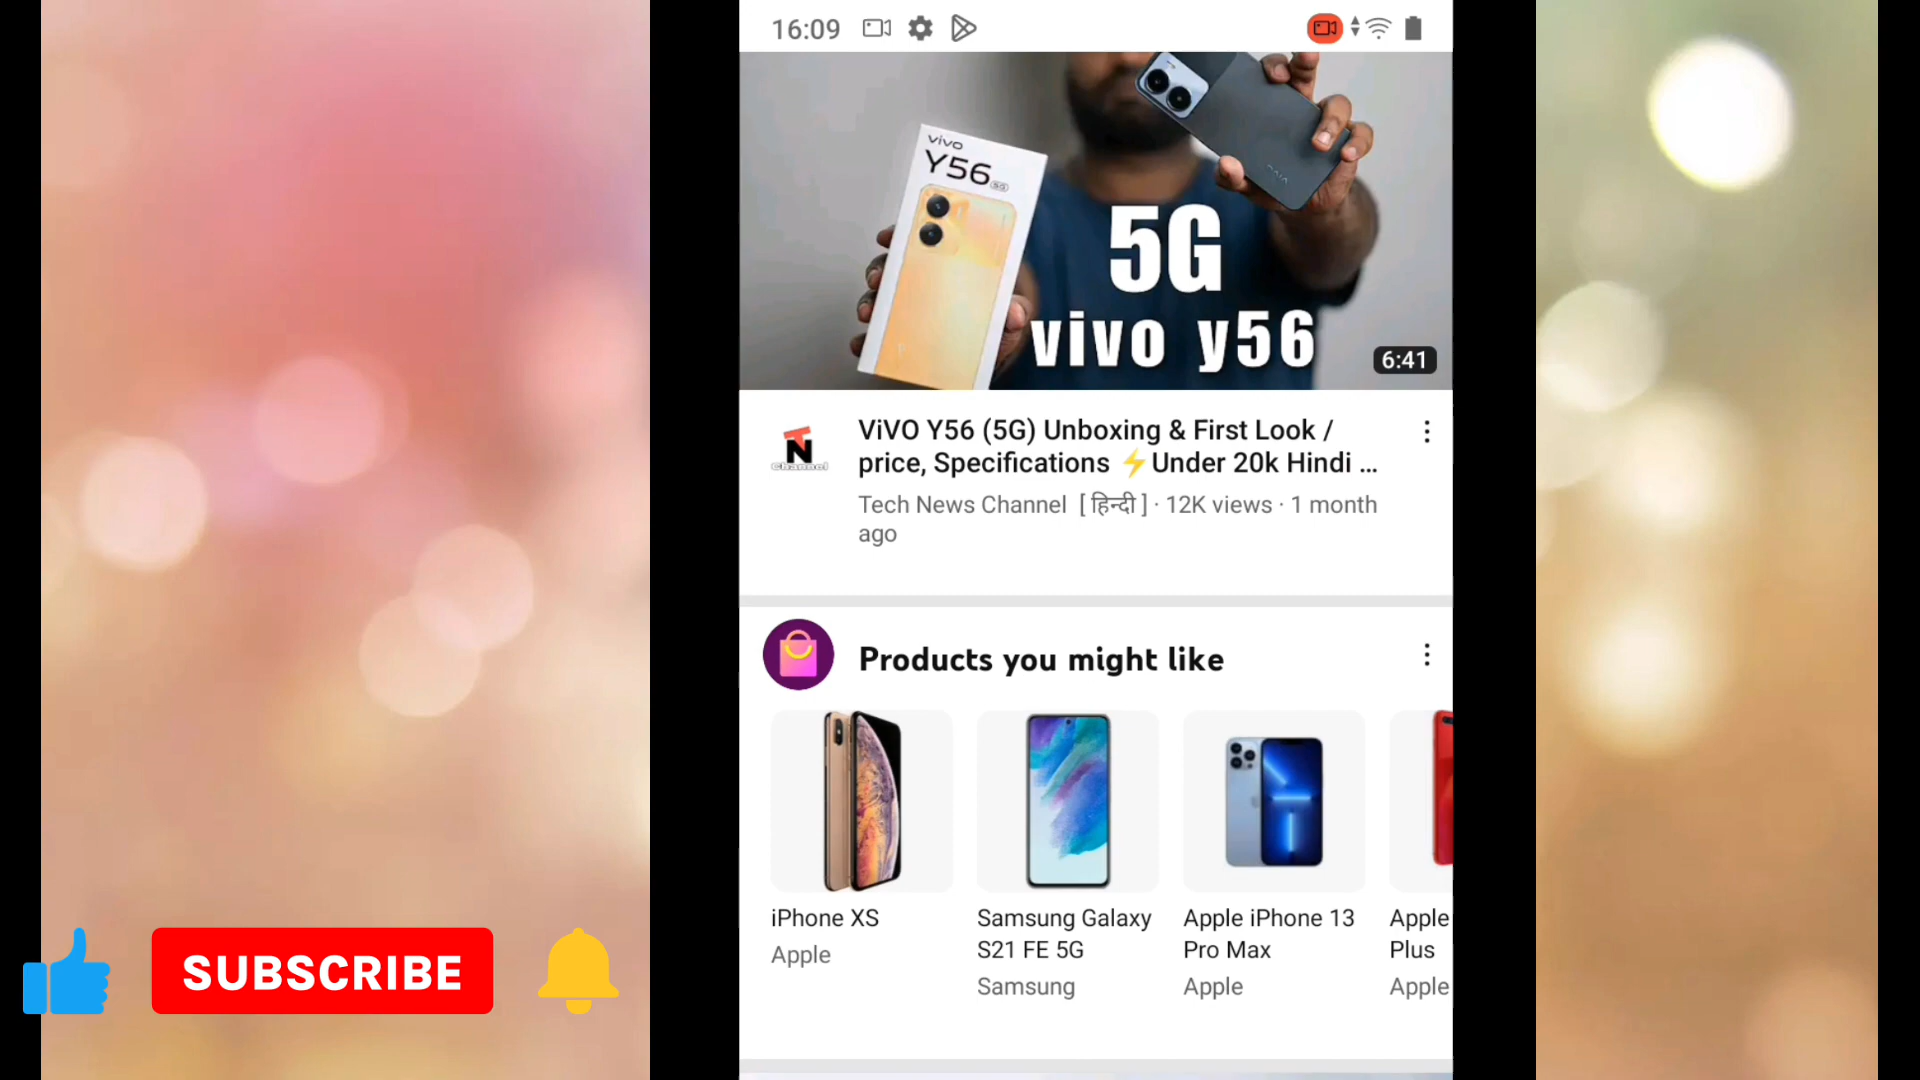 16:09
vivo
Y56 5G
5G
vivo y56
6:41
N
channel
ViVO Y56 (5G) Unboxing & First Look /
price, Specifications ⚡Under 20k Hindi ...
Tech News Channel [ हिन्दी ] · 12K views · 1 month
ago
Products you might like
iPhone XS
Apple
Samsung Galaxy
S21 FE 5G
Samsung
Apple iPhone 13
Pro Max
Apple
Apple
Plus
Apple
SUBSCRIBE